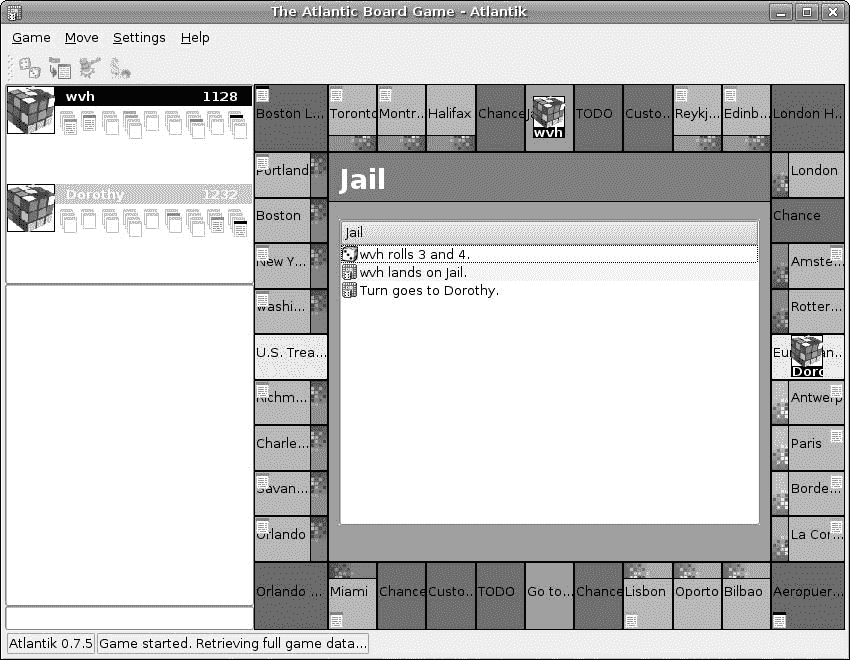 The Atlantic Board Game - Atlantik
Game Move Settings Help
wvh 1128
Dorothy 1232
Boston L... Toronto Montr... Halifax Chance wvh TODO Custo... Reykj... Edinb... London H...
Portland
Boston
New Y...
Washi...
U.S. Trea...
Richm...
Charle...
Savan...
Orlando
Jail
Jail
wvh rolls 3 and 4.
wvh lands on Jail.
Turn goes to Dorothy.
London
Chance
Amste...
Rotter...
Antwerp
Paris
Borde...
La Cor...
Orlando ... Miami Chance Custo... TODO Go to... Chance Lisbon Oporto Bilbao Aeropuer...
Atlantik 0.7.5 Game started. Retrieving full game data...